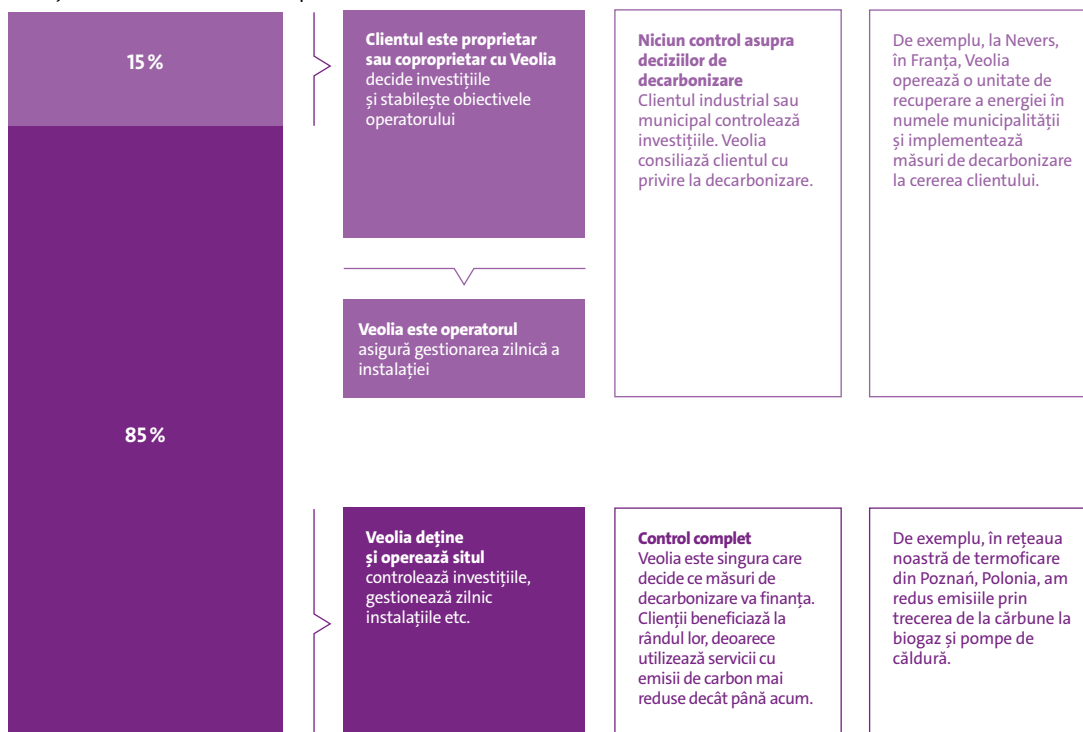 15 %
Clientul este proprietar
sau coproprietar cu Veolia
decide investițiile
și stabilește obiectivele
operatorului
Niciun control asupra
deciziilor de
decarbonizare
Clientul industrial sau
municipal controlează
investițiile. Veolia
consiliază clientul cu
privire la decarbonizare.
De exemplu, la Nevers,
în Franța, Veolia
operează o unitate de
recuperare a energiei în
numele municipalității
și implementează
măsuri de decarbonizare
la cererea clientului.
Veolia este operatorul
asigură gestionarea zilnică a
instalației
85 %
Veolia deține
și operează situl
controlează investițiile,
gestionează zilnic
instalațiile etc.
Control complet
Veolia este singura care
decide ce măsuri de
decarbonizare va finanța.
Clienții beneficiază la
rândul lor, deoarece
utilizează servicii cu
emisii de carbon mai
reduse decât până acum.
De exemplu, în rețeaua
noastră de termoficare
din Poznań, Polonia, am
redus emisiile prin
trecerea de la cărbune la
biogaz și pompe de
căldură.